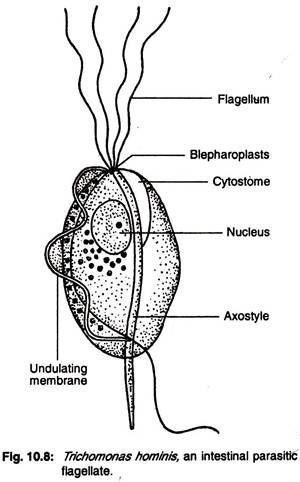 Flagellum
Blepharoplasts
Cytostome
Nucleus
Axostyle
Undulating
membrane
Fig. 10.8: Trichomonas hominis, an intestinal parasitic
flagellate.